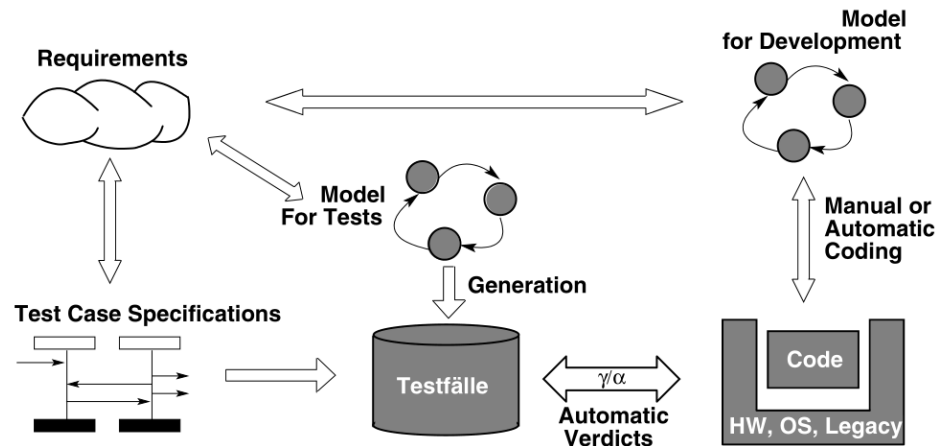 Model
for Development
Requirements
Model
For Tests
Manual or
Automatic
Coding
Generation
Test Case Specifications
Testfälle
γ/α
Automatic
Verdicts
Code
HW, OS, Legacy